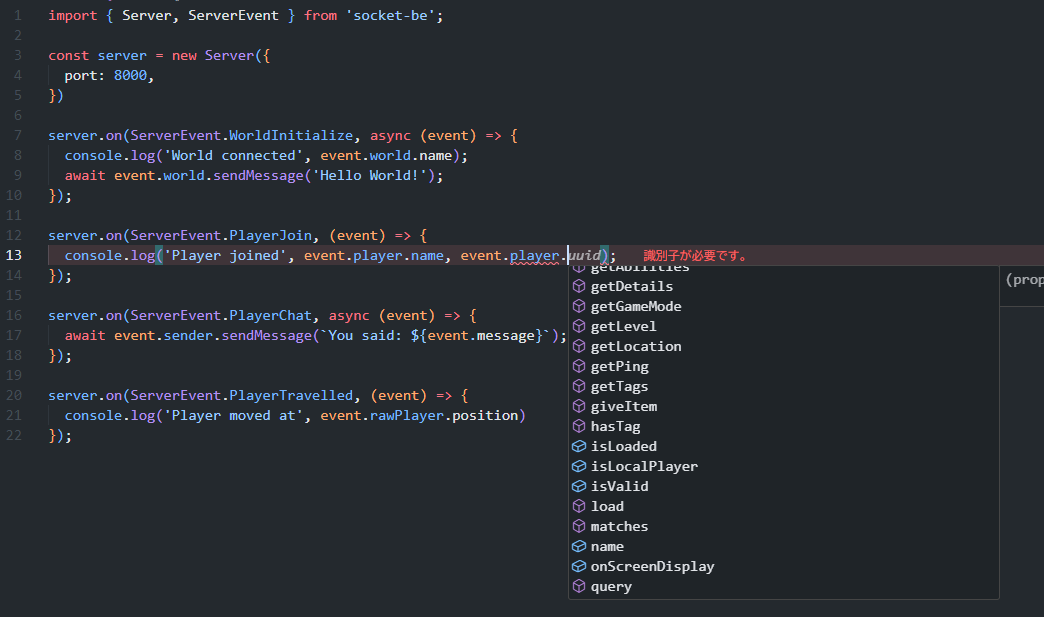 1 import { Server, ServerEvent } from 'socket-be';
2
3 const server = new Server({
4 port: 8000,
5 })
6
7 server.on(ServerEvent.WorldInitialize, async (event) => {
8 console.log('World connected', event.world.name);
9 await event.world.sendMessage('Hello World!');
10 });
11
12 server.on(ServerEvent.PlayerJoin, (event) => {
13 console.log('Player joined', event.player.name, event.player.uuid); 識別子が必要です。
14 });
15
16 server.on(ServerEvent.PlayerChat, async (event) => {
17 await event.sender.sendMessage(`You said: ${event.message}`);
18 });
19
20 server.on(ServerEvent.PlayerTravelled, (event) => {
21 console.log('Player moved at', event.rawPlayer.position)
22 });
getAbilities
getDetails
getGameMode
getLevel
getLocation
getPing
getTags
giveItem
hasTag
isLoaded
isLocalPlayer
isValid
load
matches
name
onScreenDisplay
query
(prop